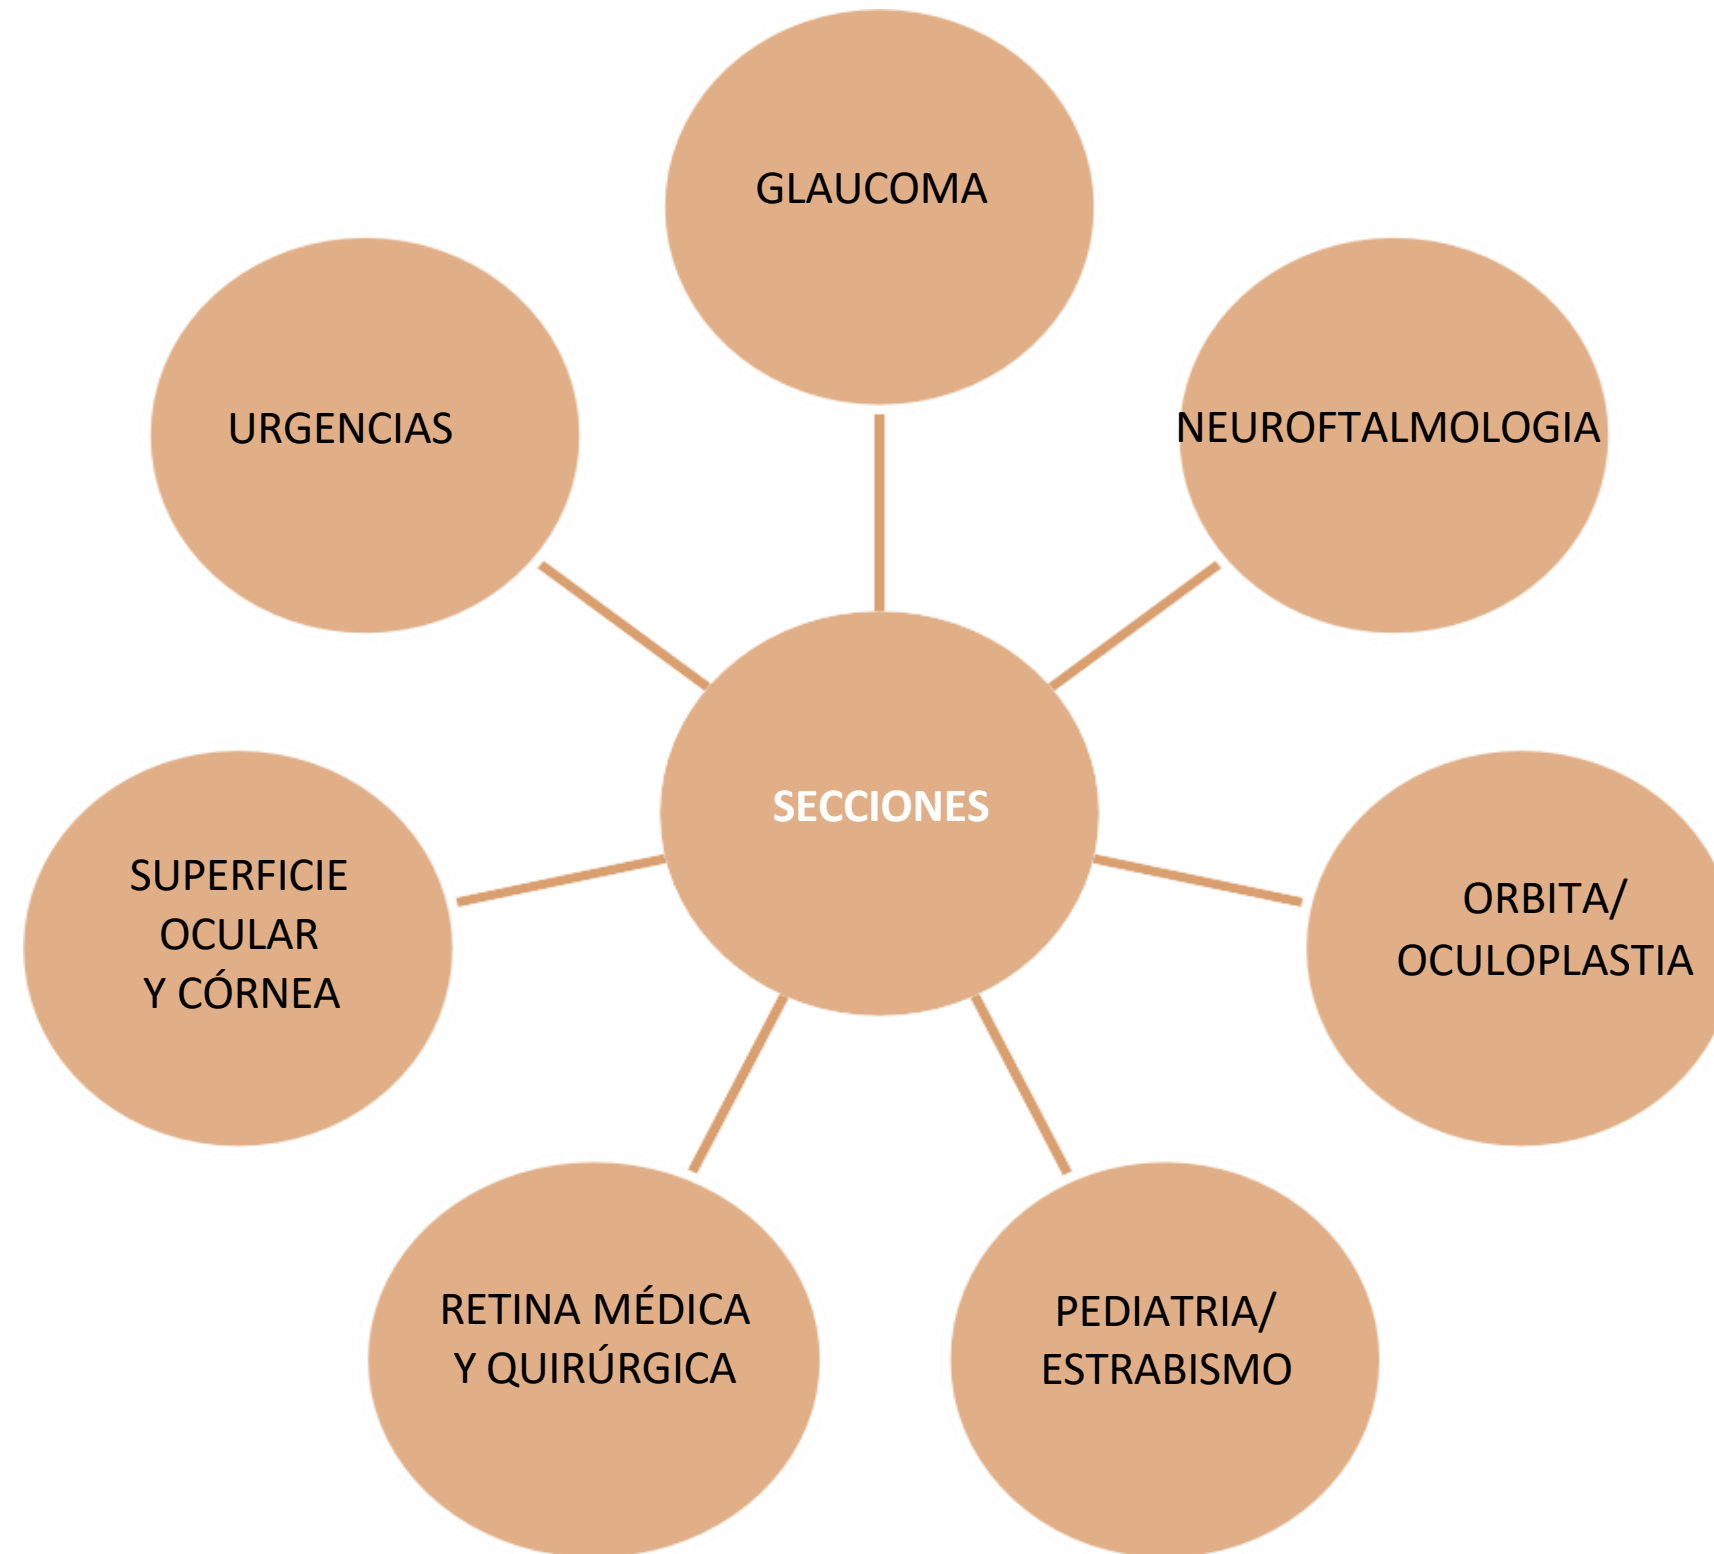 GLAUCOMA
URGENCIAS
NEUROFTALMOLOGIA
SECCIONES
SUPERFICIE
OCULAR
Y CÓRNEA
ORBITA/
OCULOPLASTIA
RETINA MÉDICA
Y QUIRÚRGICA
PEDIATRIA/
ESTRABISMO